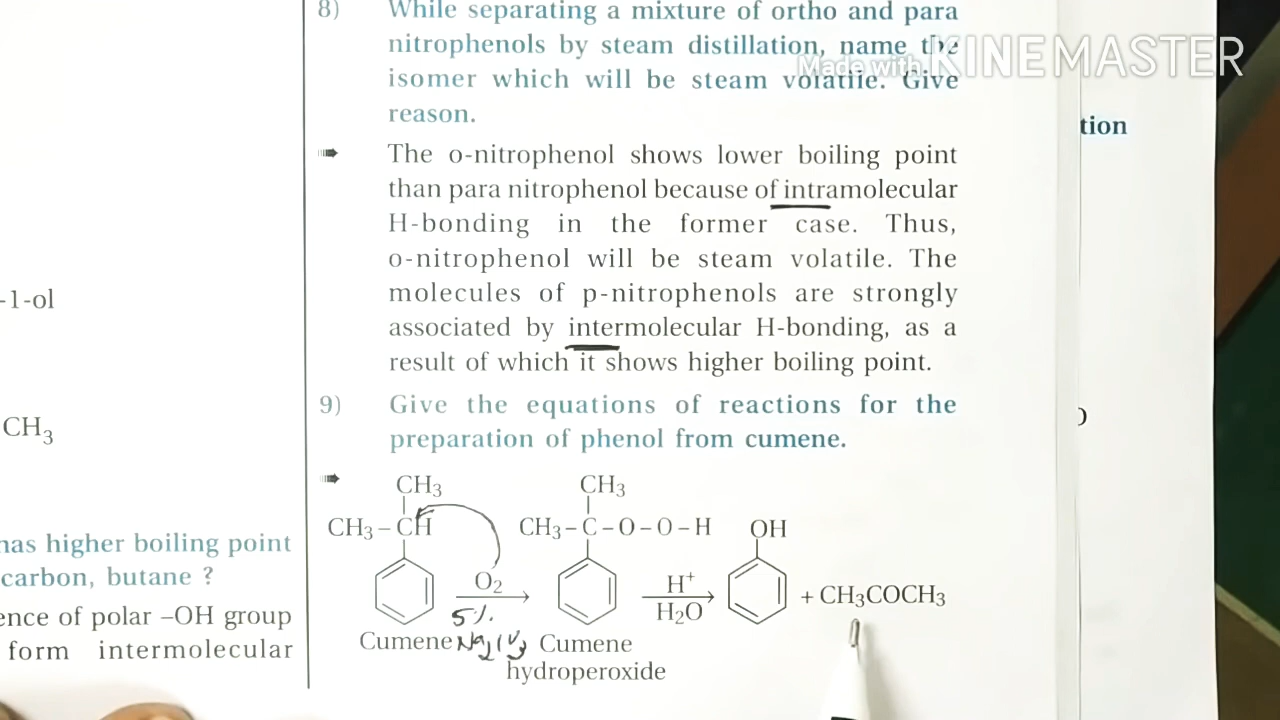 8) While separating a mixture of ortho and para
nitrophenols by steam distillation, name the
Made with KINEMASTER
isomer which will be steam volatile. Give
reason.
tion
The o-nitrophenol shows lower boiling point
than para nitrophenol because of intramolecular
H-bonding in the former case. Thus,
o-nitrophenol will be steam volatile. The
molecules of p-nitrophenols are strongly
associated by intermolecular H-bonding, as a
result of which it shows higher boiling point.
-1-ol
CH₃
9) Give the equations of reactions for the
preparation of phenol from cumene.
CH₃ CH₃
CH₃–CH CH₃–C–O–O–H OH
O₂ H⁺ + CH₃COCH₃
5% H₂O
Cumene Cumene
hydroperoxide
has higher boiling point
carbon, butane ?
ence of polar –OH group
form intermolecular